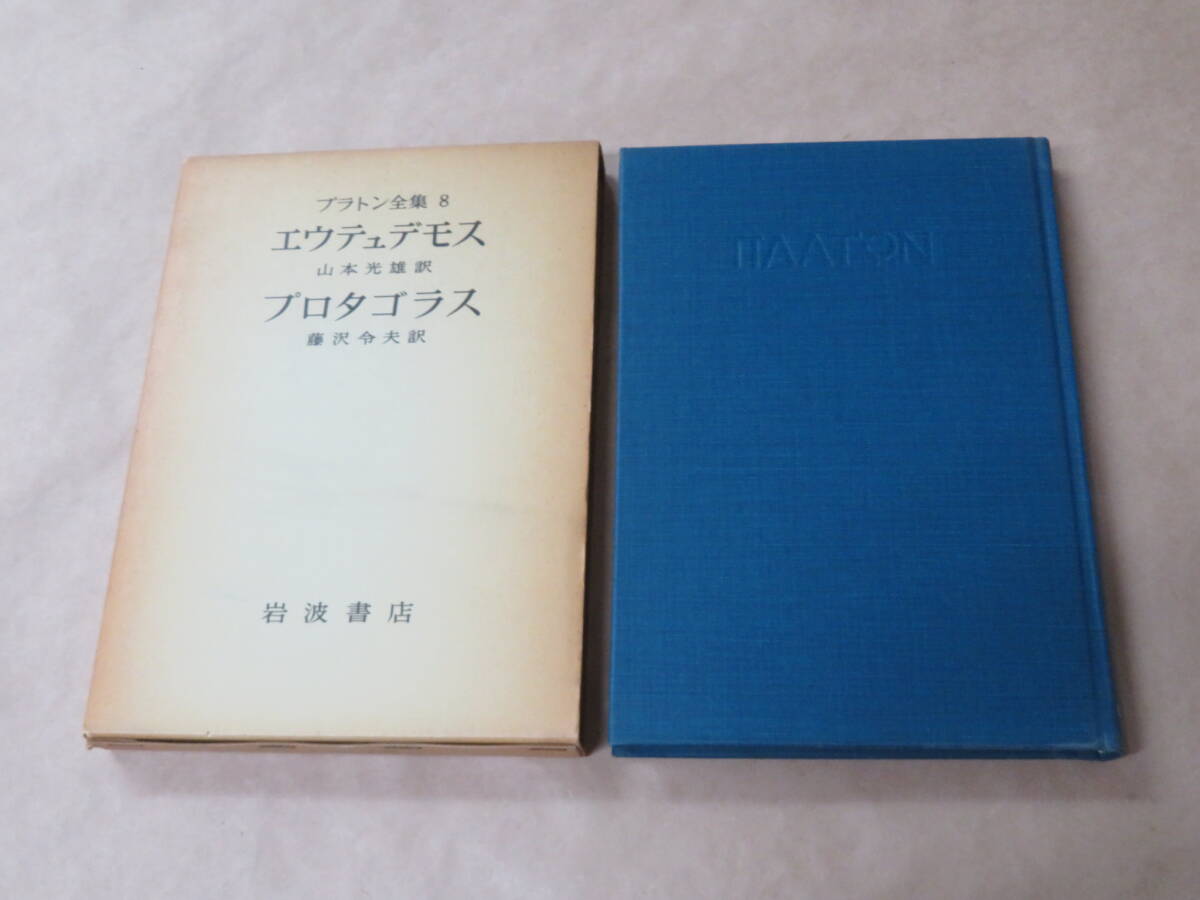 プラトン全集 8
エウテュデモス
山本光雄訳
プロタゴラス
藤沢令夫訳
岩波書店
ΠΛΑΤΩΝ